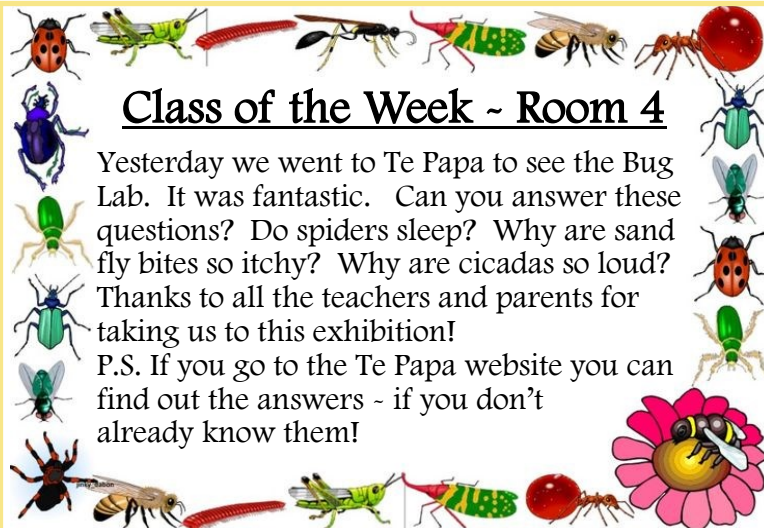 Class of the Week ~ Room 4
Yesterday we went to Te Papa to see the Bug
Lab.  It was fantastic.   Can you answer these
questions?  Do spiders sleep?  Why are sand
fly bites so itchy?  Why are cicadas so loud?
Thanks to all the teachers and parents for
taking us to this exhibition!
P.S. If you go to the Te Papa website you can
find out the answers ~ if you don't
already know them!